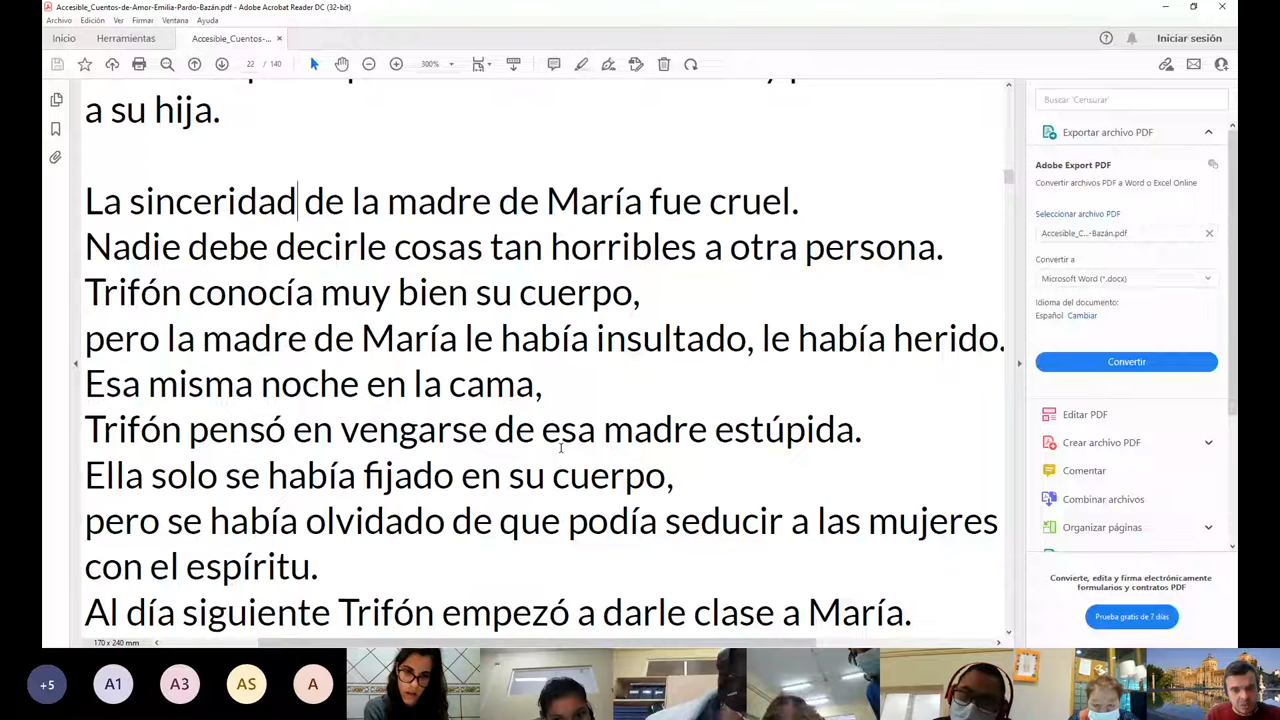 Accesible_Cuentos-de-Amor-Emilia-Pardo-Bazán.pdf - Adobe Acrobat Reader DC (32-bit)
Archivo Edición Ver Firmar Ventana Ayuda
Inicio Herramientas Accesible_Cuentos-... × Iniciar sesión
22 / 140 300%
a su hija.
La sinceridad de la madre de María fue cruel.
Nadie debe decirle cosas tan horribles a otra persona.
Trifón conocía muy bien su cuerpo,
pero la madre de María le había insultado, le había herido.
Esa misma noche en la cama,
Trifón pensó en vengarse de esa madre estúpida.
Ella solo se había fijado en su cuerpo,
pero se había olvidado de que podía seducir a las mujeres
con el espíritu.
Al día siguiente Trifón empezó a darle clase a María.
170 x 240 mm
Buscar 'Censurar'
Exportar archivo PDF
Adobe Export PDF
Convertir archivos PDF a Word o Excel Online
Seleccionar archivo PDF
Accesible_C...-Bazán.pdf
Convertir a
Microsoft Word (*.docx)
Idioma del documento:
Español Cambiar
Convertir
Editar PDF
Crear archivo PDF
Comentar
Combinar archivos
Organizar páginas
Convierte, edita y firma electrónicamente
formularios y contratos PDF
Prueba gratis de 7 días
+5 A1 A3 AS A